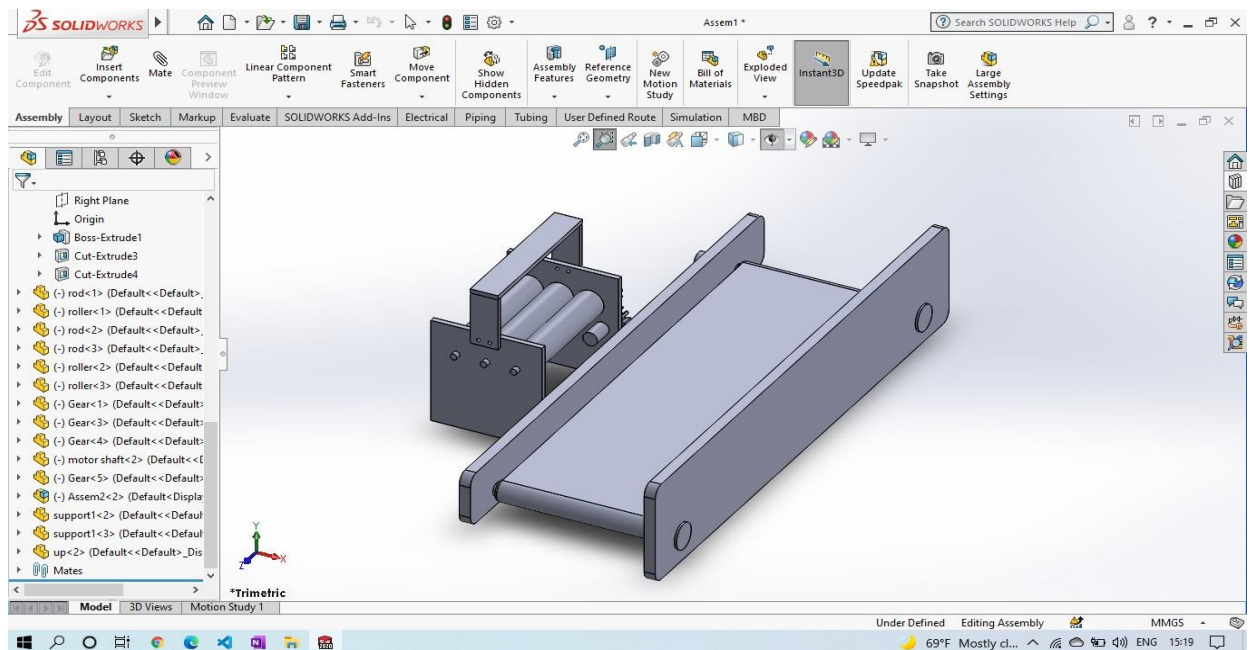 SOLIDWORKS
Assem1 *
Search SOLIDWORKS Help
?
Edit Component
Insert Components
Mate
Component Preview Window
Linear Component Pattern
Smart Fasteners
Move Component
Show Hidden Components
Assembly Features
Reference Geometry
New Motion Study
Bill of Materials
Exploded View
Instant3D
Update Speedpak
Take Snapshot
Large Assembly Settings
Assembly Layout Sketch Markup Evaluate SOLIDWORKS Add-Ins Electrical Piping Tubing User Defined Route Simulation MBD
Right Plane
Origin
Boss-Extrude1
Cut-Extrude3
Cut-Extrude4
(-) rod<1> (Default<<Default>_
(-) roller<1> (Default<<Default
(-) rod<2> (Default<<Default>_
(-) rod<3> (Default<<Default>_
(-) roller<2> (Default<<Default
(-) roller<3> (Default<<Default
(-) Gear<1> (Default<<Default>
(-) Gear<3> (Default<<Default>
(-) Gear<4> (Default<<Default>
(-) motor shaft<2> (Default<<D
(-) Gear<5> (Default<<Default>
(-) Assem2<2> (Default<Displa
support1<2> (Default<<Defaul
support1<3> (Default<<Defaul
up<2> (Default<<Default>_Dis
Mates
Y
Z X
*Trimetric
Model 3D Views Motion Study 1
Under Defined Editing Assembly MMGS
69°F Mostly cl... ENG 15:19